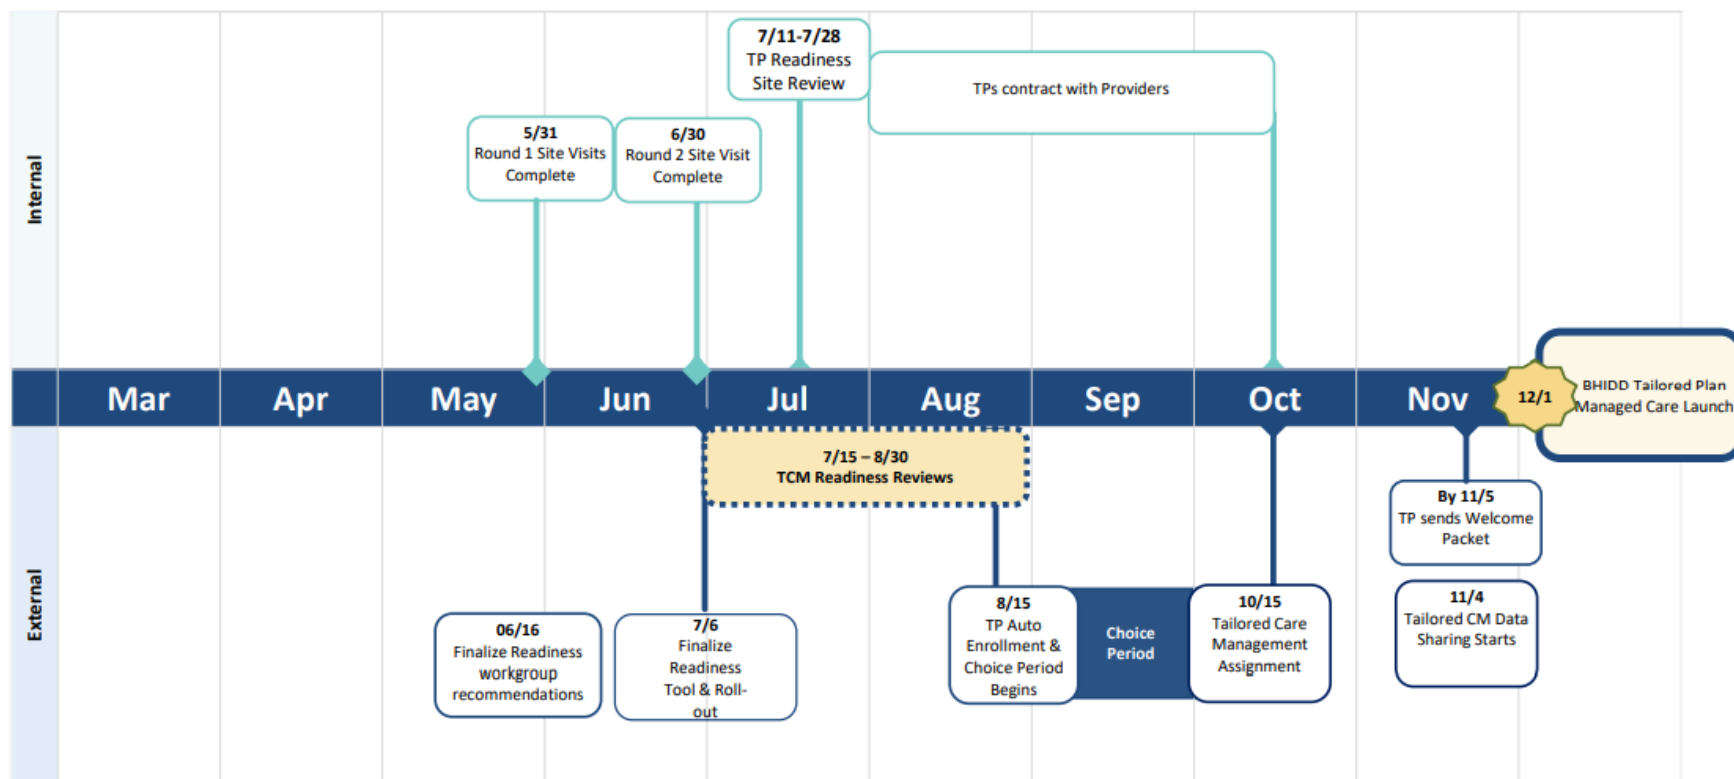 Internal
7/11-7/28
TP Readiness
Site Review
TPs contract with Providers
5/31
Round 1 Site Visits
Complete
6/30
Round 2 Site Visit
Complete
Mar
Apr
May
Jun
Jul
Aug
Sep
Oct
Nov
12/1
BHIDD Tailored Plan
Managed Care Launch
External
7/15 – 8/30
TCM Readiness Reviews
06/16
Finalize Readiness
workgroup
recommendations
7/6
Finalize
Readiness
Tool & Roll-
out
8/15
TP Auto
Enrollment &
Choice Period
Begins
Choice
Period
10/15
Tailored Care
Management
Assignment
By 11/5
TP sends Welcome
Packet
11/4
Tailored CM Data
Sharing Starts